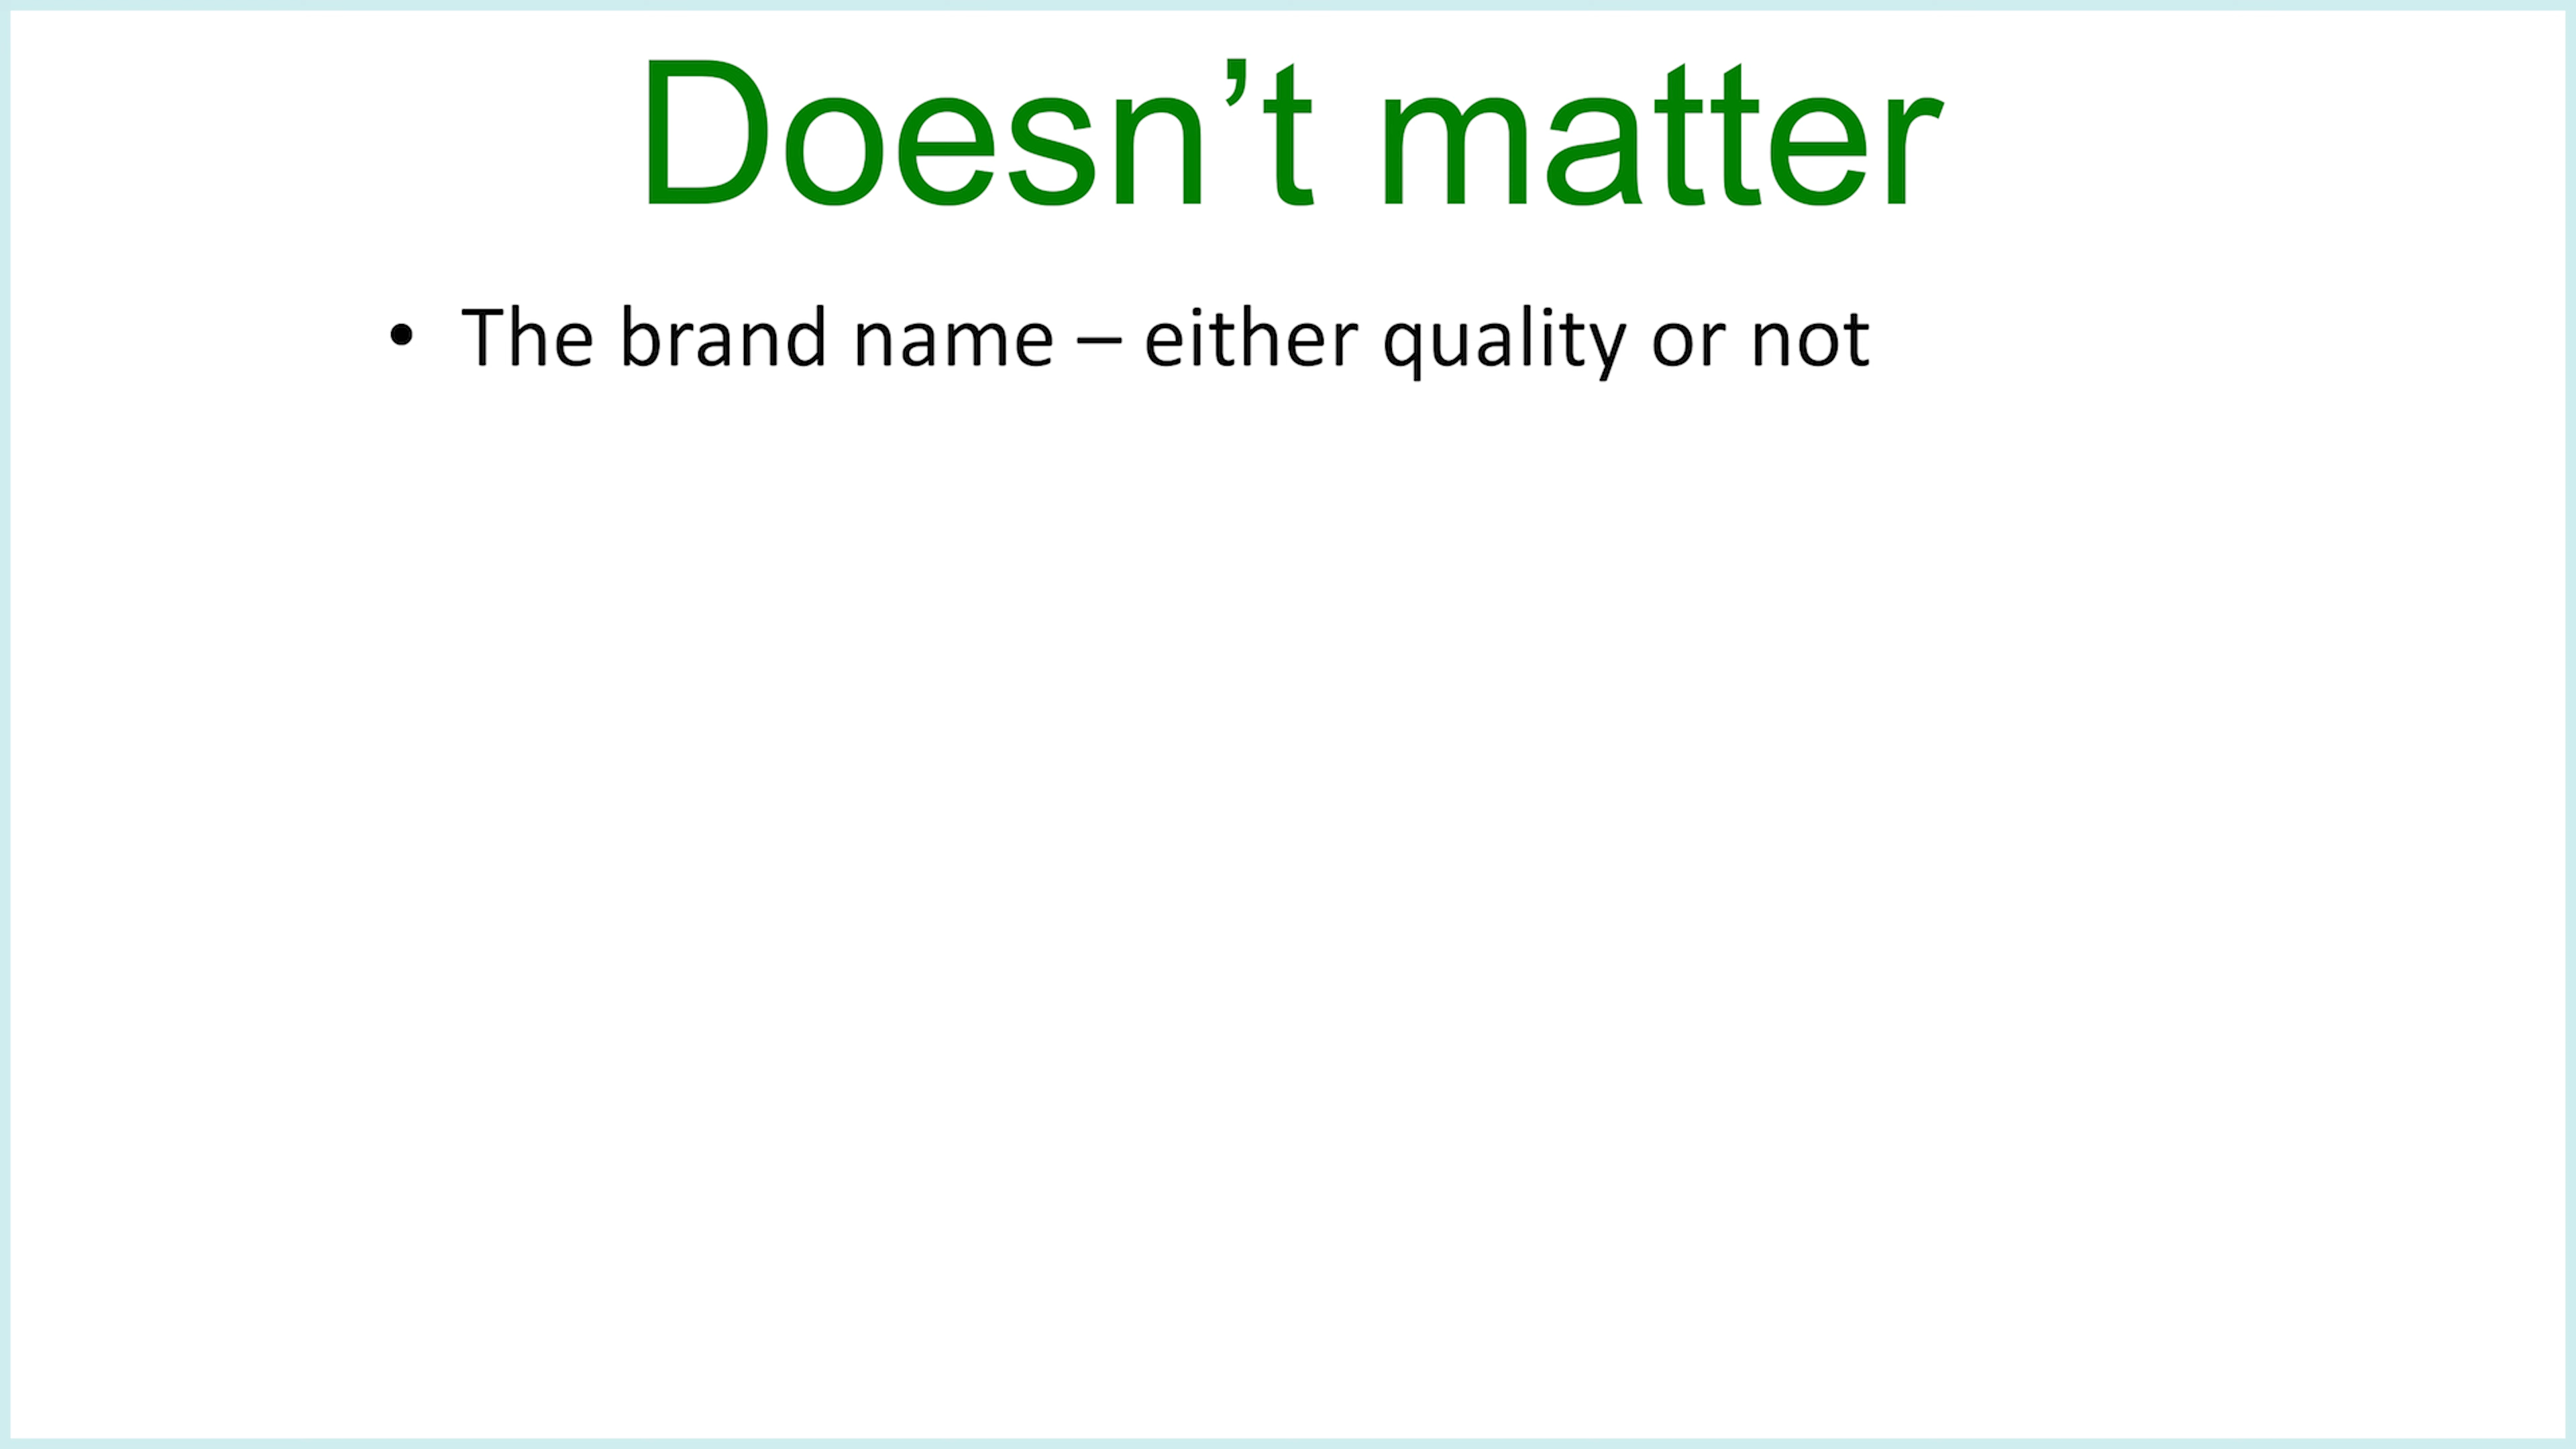 Doesn’t matter
• The brand name – either quality or not